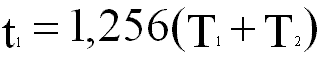 t₁ = 1,256(T₁ + T₂)